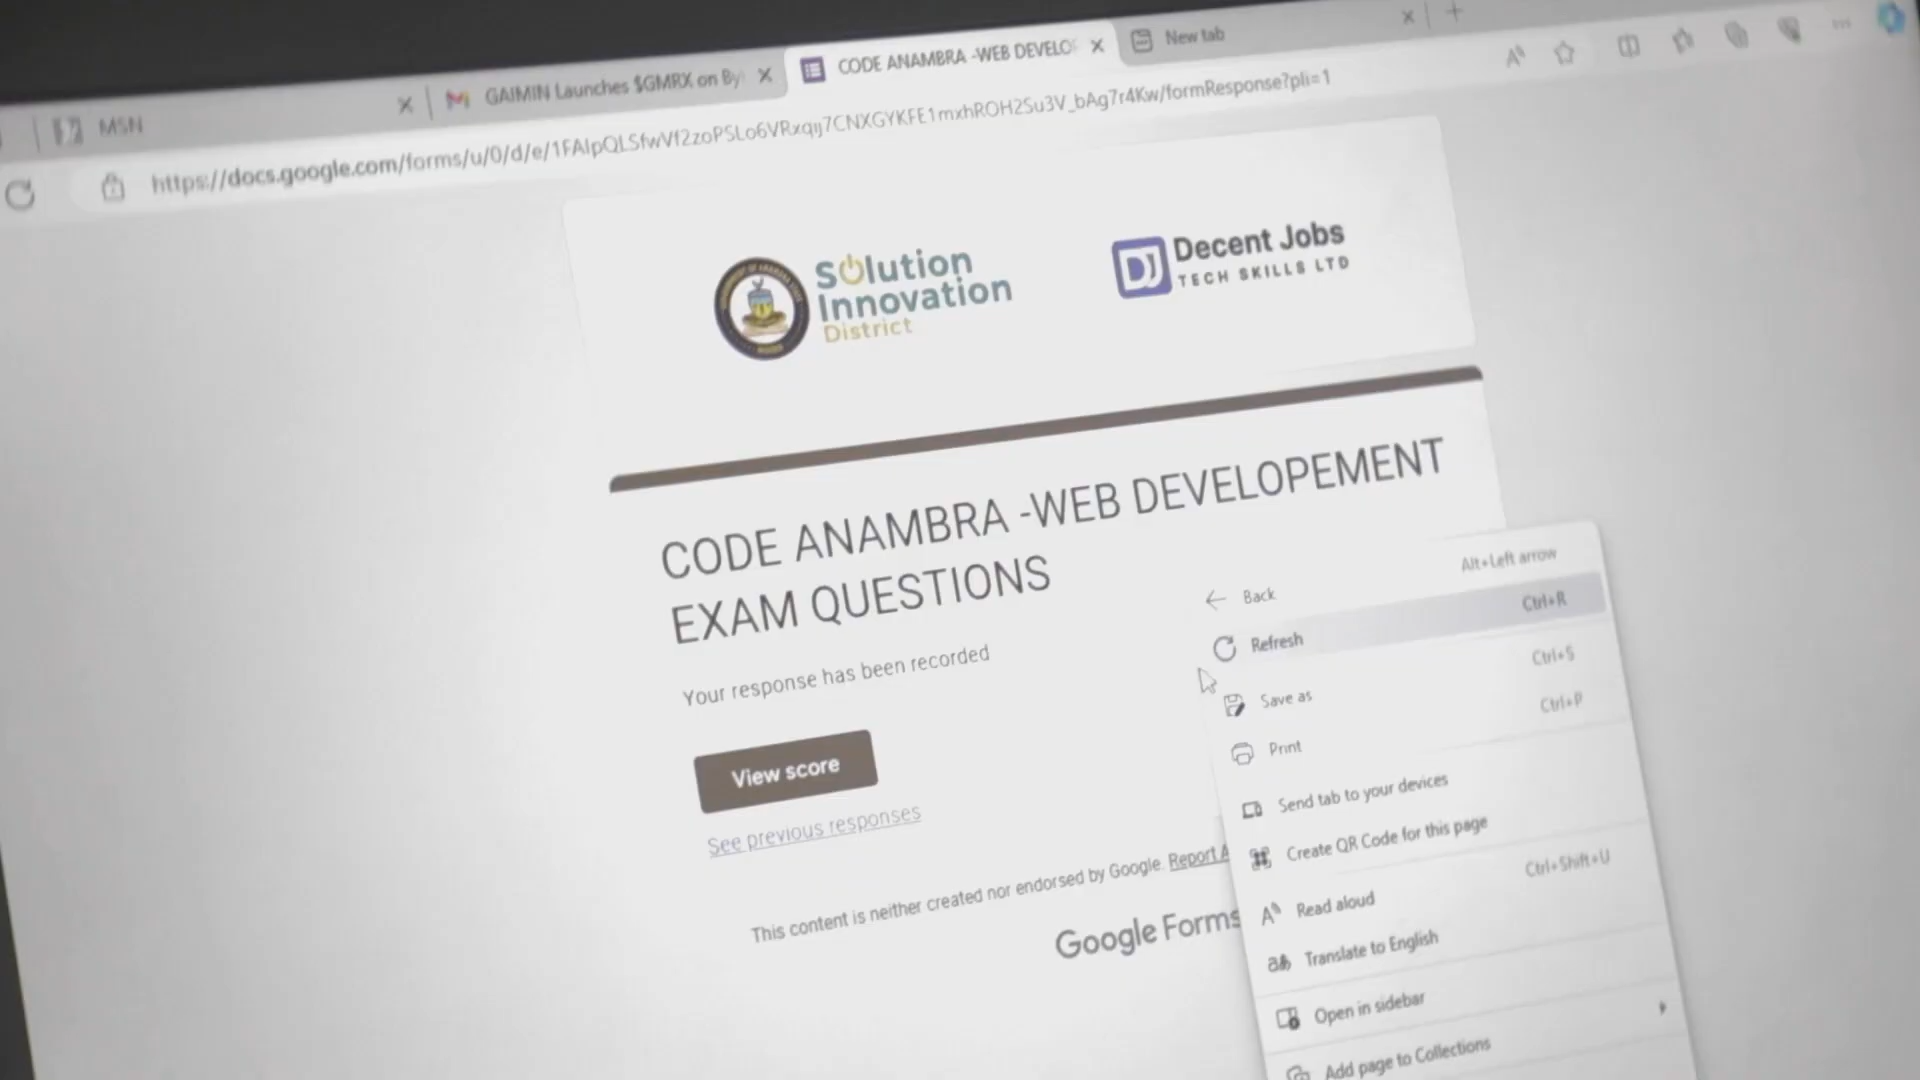 MSN
GAIMIN Launches $GMRX on By
CODE ANAMBRA -WEB DEVELO
New tab
https://docs.google.com/forms/u/0/d/e/1FAIpQLSfwVf2zoPSLo6VRxqij7CNXGYKFE1mxhROH2Su3V_bAg7r4Kw/formResponse?pli=1
Solution
Innovation
District
DJ
Decent Jobs
TECH SKILLS LTD
CODE ANAMBRA -WEB DEVELOPEMENT
EXAM QUESTIONS
Your response has been recorded
View score
See previous responses
This content is neither created nor endorsed by Google. Report A
Google Forms
Back Alt+Left arrow
Refresh Ctrl+R
Save as Ctrl+S
Print Ctrl+P
Send tab to your devices
Create QR Code for this page
Read aloud Ctrl+Shift+U
Translate to English
Open in sidebar
Add page to Collections